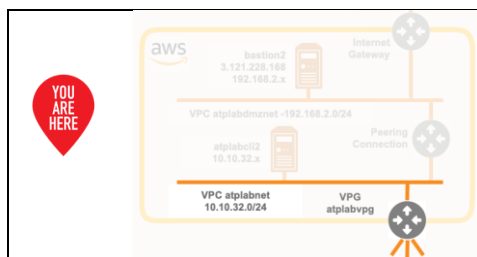 YOU
ARE
HERE
aws
Internet
Gateway
bastion2
3.121.228.168
192.168.2.x
VPC atplabdmznet -192.168.2.0/24
Peering
Connection
atplabcli2
10.10.32.x
VPC atplabnet
10.10.32.0/24
VPG
atplabvpg